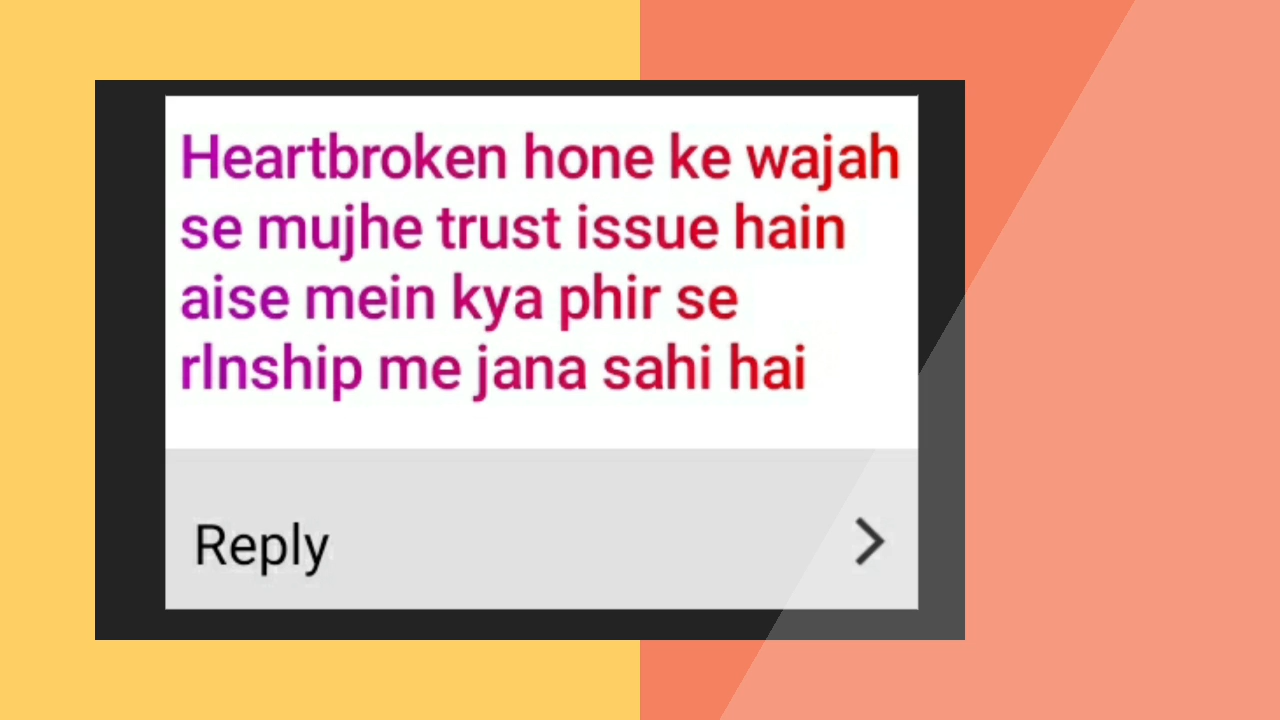 Heartbroken hone ke wajah
se mujhe trust issue hain
aise mein kya phir se
rlnship me jana sahi hai
Reply